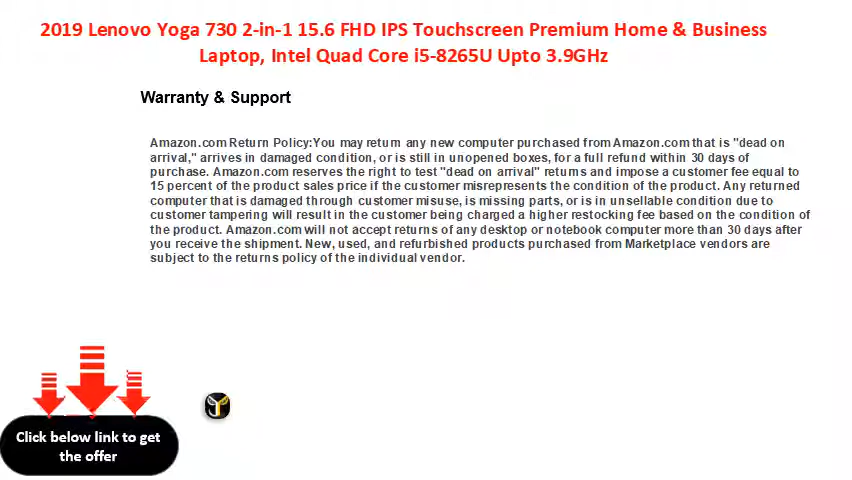 2019 Lenovo Yoga 730 2-in-1 15.6 FHD IPS Touchscreen Premium Home & Business
Laptop, Intel Quad Core i5-8265U Upto 3.9GHz
Warranty & Support
Amazon.com Return Policy:You may return any new computer purchased from Amazon.com that is "dead on
arrival," arrives in damaged condition, or is still in unopened boxes, for a full refund within 30 days of
purchase. Amazon.com reserves the right to test "dead on arrival" returns and impose a customer fee equal to
15 percent of the product sales price if the customer misrepresents the condition of the product. Any returned
computer that is damaged through customer misuse, is missing parts, or is in unsellable condition due to
customer tampering will result in the customer being charged a higher restocking fee based on the condition of
the product. Amazon.com will not accept returns of any desktop or notebook computer more than 30 days after
you receive the shipment. New, used, and refurbished products purchased from Marketplace vendors are
subject to the returns policy of the individual vendor.
Click below link to get
the offer